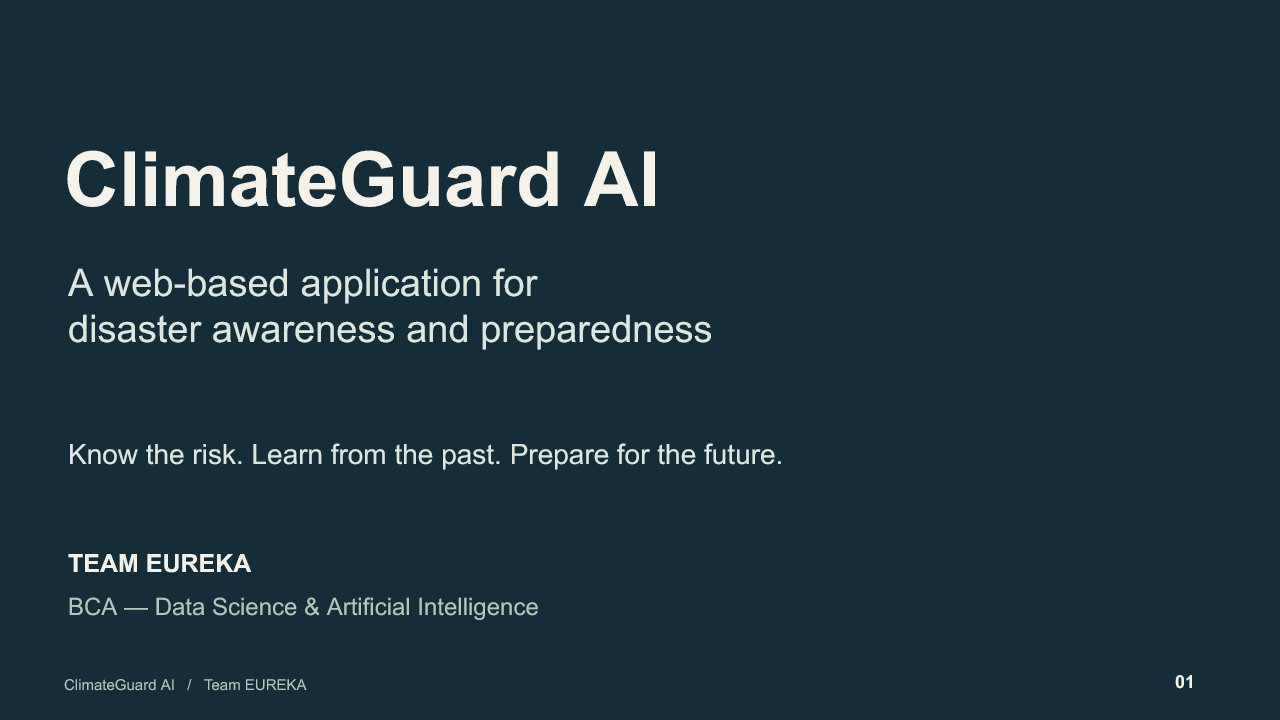 ClimateGuard AI
A web-based application for
disaster awareness and preparedness
Know the risk. Learn from the past. Prepare for the future.
TEAM EUREKA
BCA — Data Science & Artificial Intelligence
ClimateGuard AI / Team EUREKA
01